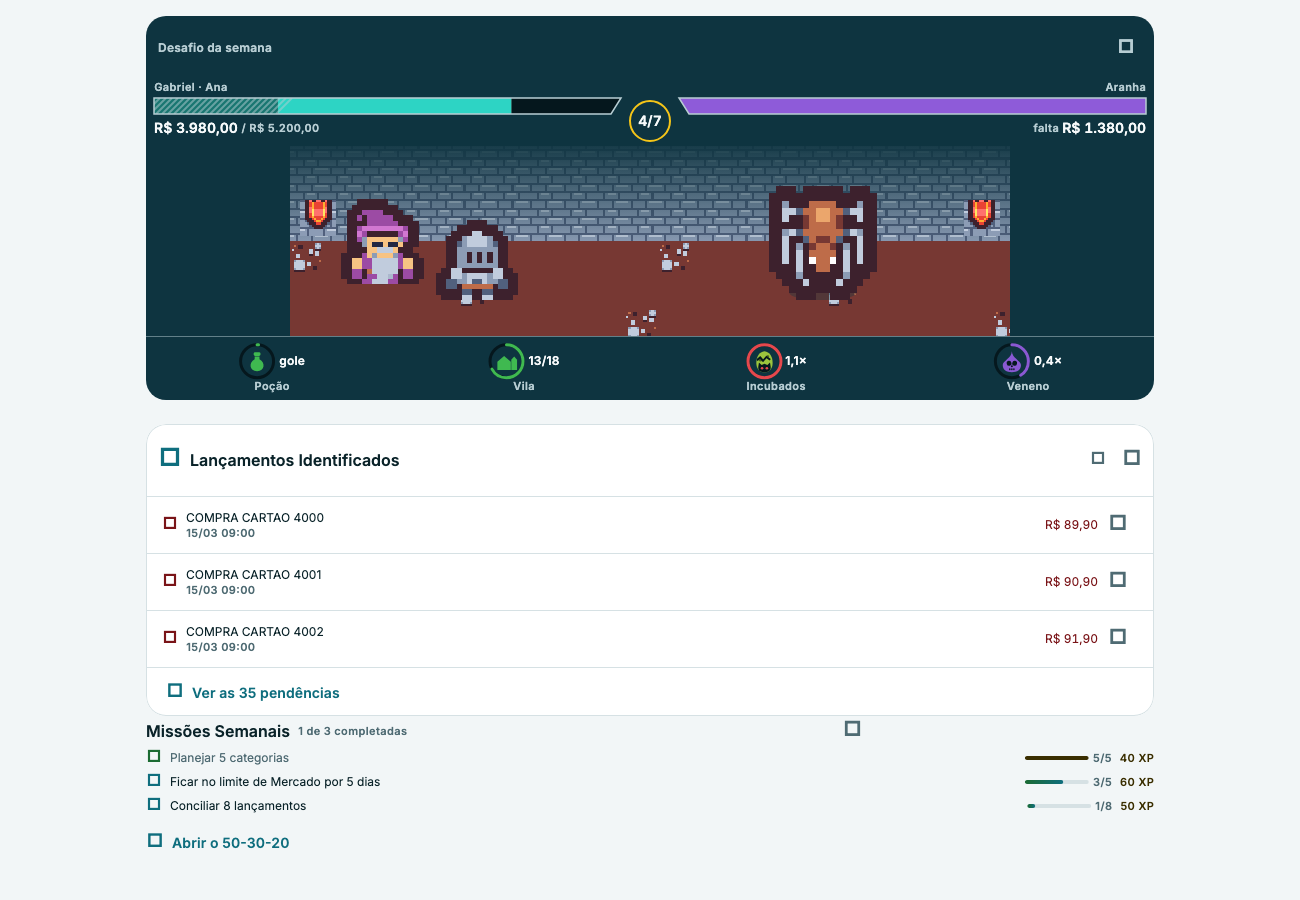 Desafio da semana
Gabriel · Ana
Aranha
R$ 3.980,00 / R$ 5.200,00
4/7
falta R$ 1.380,00
gole
Poção
13/18
Vila
1,1×
Incubados
0,4×
Veneno
Lançamentos Identificados
COMPRA CARTAO 4000
15/03 09:00
R$ 89,90
COMPRA CARTAO 4001
15/03 09:00
R$ 90,90
COMPRA CARTAO 4002
15/03 09:00
R$ 91,90
Ver as 35 pendências
Missões Semanais 1 de 3 completadas
Planejar 5 categorias 5/5 40 XP
Ficar no limite de Mercado por 5 dias 3/5 60 XP
Conciliar 8 lançamentos 1/8 50 XP
Abrir o 50-30-20